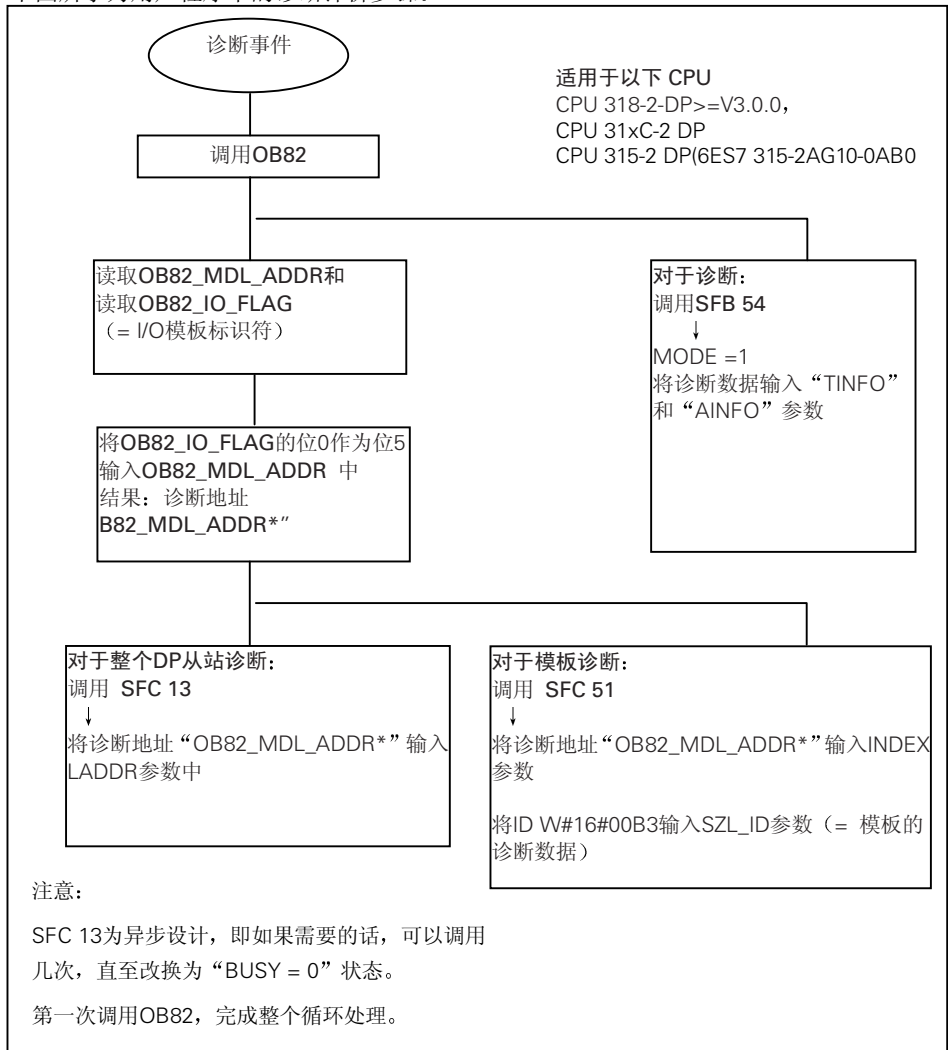 诊断事件
适用于以下 CPU
CPU 318-2-DP>=V3.0.0，
CPU 31xC-2 DP
CPU 315-2 DP(6ES7 315-2AG10-0AB0
调用OB82
读取OB82_MDL_ADDR和
读取OB82_IO_FLAG
（= I/O模板标识符）
对于诊断：
调用SFB 54
↓
MODE =1
将诊断数据输入“TINFO”
和“AINFO”参数
将OB82_IO_FLAG的位0作为位5
输入OB82_MDL_ADDR 中
结果：诊断地址
B82_MDL_ADDR*”
对于整个DP从站诊断：
调用 SFC 13
↓
将诊断地址“OB82_MDL_ADDR*”输入
LADDR参数中
对于模板诊断：
调用 SFC 51
↓
将诊断地址“OB82_MDL_ADDR*”输入INDEX
参数
将ID W#16#00B3输入SZL_ID参数（= 模板的
诊断数据）
注意：
SFC 13为异步设计，即如果需要的话，可以调用
几次，直至改换为“BUSY = 0”状态。
第一次调用OB82，完成整个循环处理。